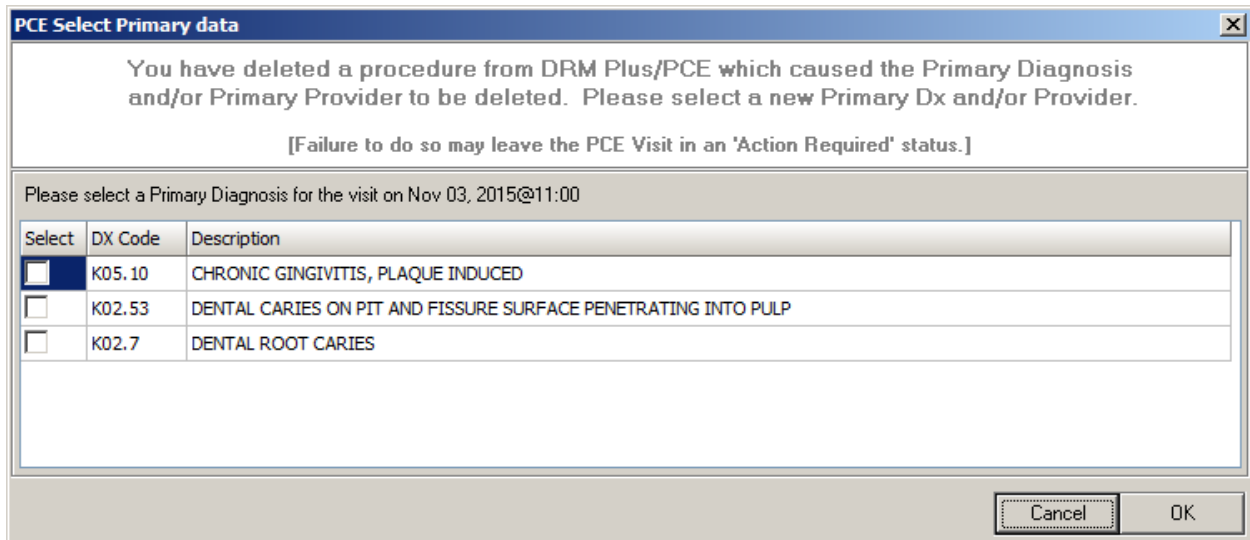 PCE Select Primary data
You have deleted a procedure from DRM Plus/PCE which caused the Primary Diagnosis
and/or Primary Provider to be deleted. Please select a new Primary Dx and/or Provider.
[Failure to do so may leave the PCE Visit in an 'Action Required' status.]
Please select a Primary Diagnosis for the visit on Nov 03, 2015@11:00
Select DX Code Description
K05.10 CHRONIC GINGIVITIS, PLAQUE INDUCED
K02.53 DENTAL CARIES ON PIT AND FISSURE SURFACE PENETRATING INTO PULP
K02.7 DENTAL ROOT CARIES
Cancel OK